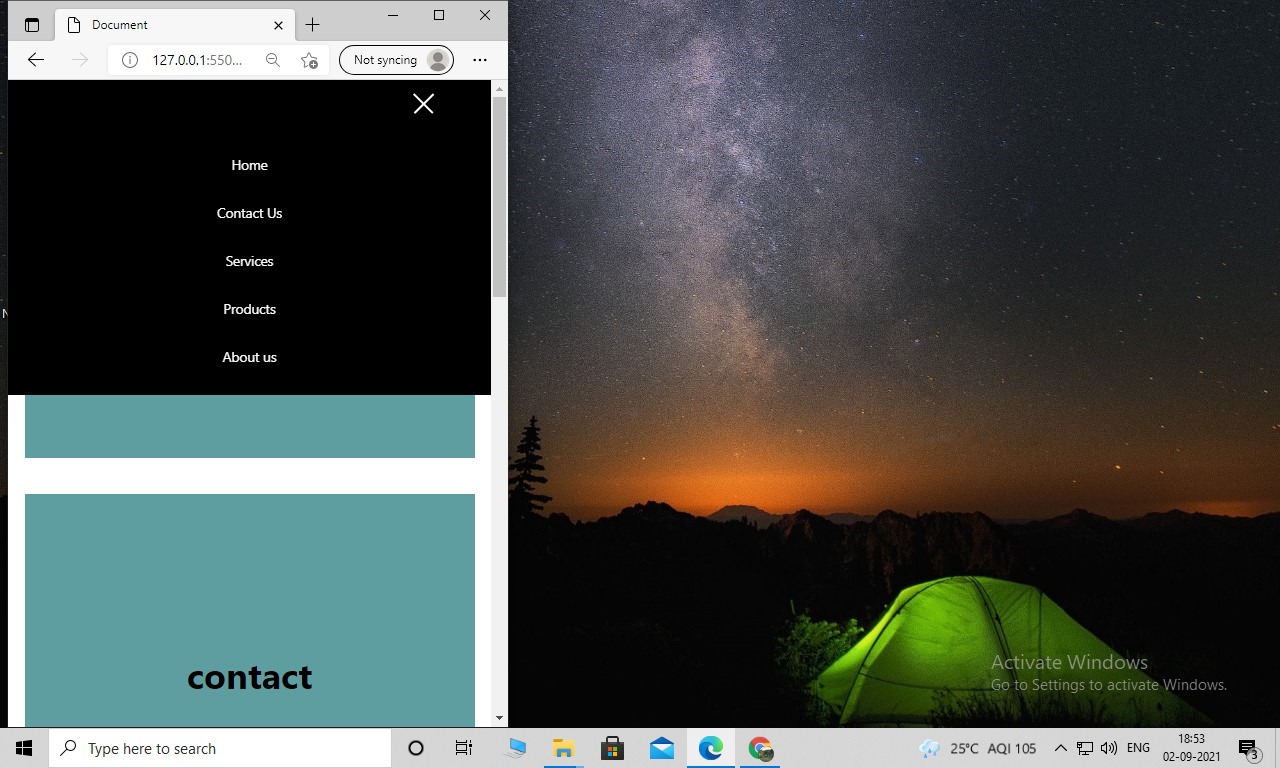 Document
127.0.0.1:550...
Not syncing
Home
Contact Us
Services
Products
About us
contact
N
Activate Windows
Go to Settings to activate Windows.
Type here to search
25°C AQI 105
ENG
18:53
02-09-2021
3